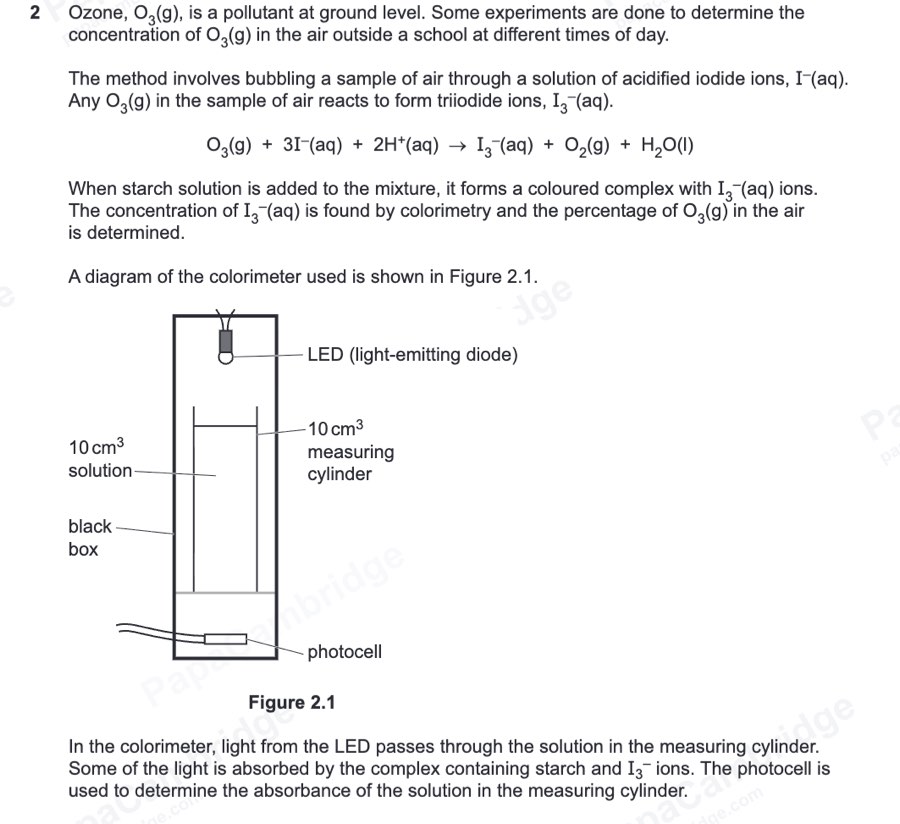 2 Ozone, O₃(g), is a pollutant at ground level. Some experiments are done to determine the
concentration of O₃(g) in the air outside a school at different times of day.
The method involves bubbling a sample of air through a solution of acidified iodide ions, I⁻(aq).
Any O₃(g) in the sample of air reacts to form triiodide ions, I₃⁻(aq).
O₃(g) + 3I⁻(aq) + 2H⁺(aq) → I₃⁻(aq) + O₂(g) + H₂O(l)
When starch solution is added to the mixture, it forms a coloured complex with I₃⁻(aq) ions.
The concentration of I₃⁻(aq) is found by colorimetry and the percentage of O₃(g) in the air
is determined.
A diagram of the colorimeter used is shown in Figure 2.1.
LED (light-emitting diode)
10 cm³
measuring
cylinder
10 cm³
solution
black
box
photocell
Figure 2.1
In the colorimeter, light from the LED passes through the solution in the measuring cylinder.
Some of the light is absorbed by the complex containing starch and I₃⁻ ions. The photocell is
used to determine the absorbance of the solution in the measuring cylinder.
PapaCambridge